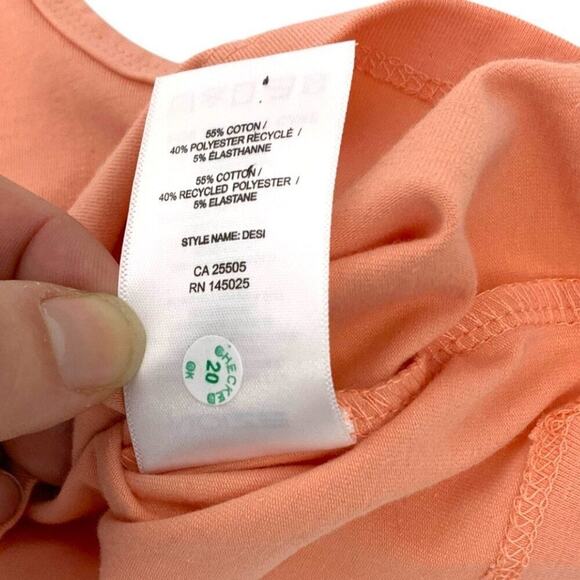 55% COTON /
40% POLYESTER RECYCLÉ /
5% ÉLASTHANNE
55% COTTON /
40% RECYCLED POLYESTER /
5% ELASTANE
STYLE NAME: DESI
CA 25505
RN 145025
CHECKED
20
OK